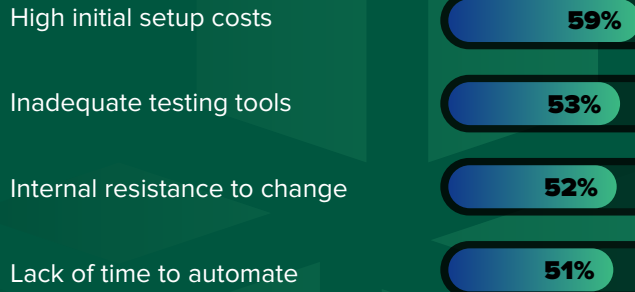 High initial setup costs 59%
Inadequate testing tools 53%
Internal resistance to change 52%
Lack of time to automate 51%